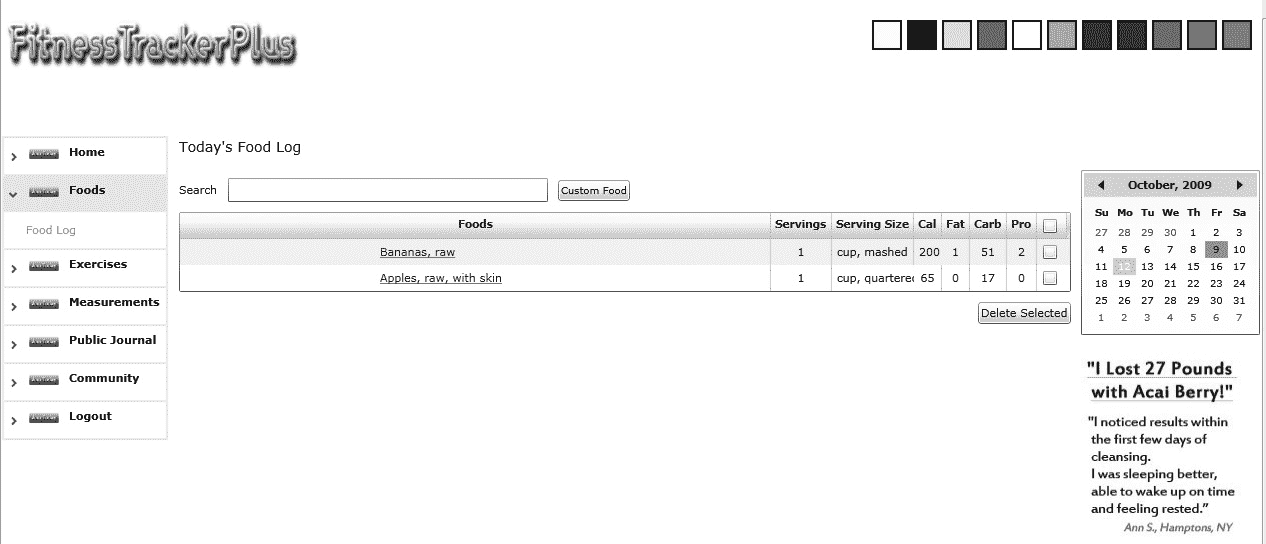 FitnessTrackerPlus
Home
Foods
Food Log
Exercises
Measurements
Public Journal
Community
Logout
Today's Food Log
Search
Custom Food
Foods Servings Serving Size Cal Fat Carb Pro
Bananas, raw 1 cup, mashed 200 1 51 2
Apples, raw, with skin 1 cup, quartere 65 0 17 0
Delete Selected
October, 2009
Su Mo Tu We Th Fr Sa
27 28 29 30 1 2 3
4 5 6 7 8 9 10
11 12 13 14 15 16 17
18 19 20 21 22 23 24
25 26 27 28 29 30 31
1 2 3 4 5 6 7
"I Lost 27 Pounds
with Acai Berry!"
"I noticed results within
the first few days of
cleansing.
I was sleeping better,
able to wake up on time
and feeling rested.”
Ann S., Hamptons, NY